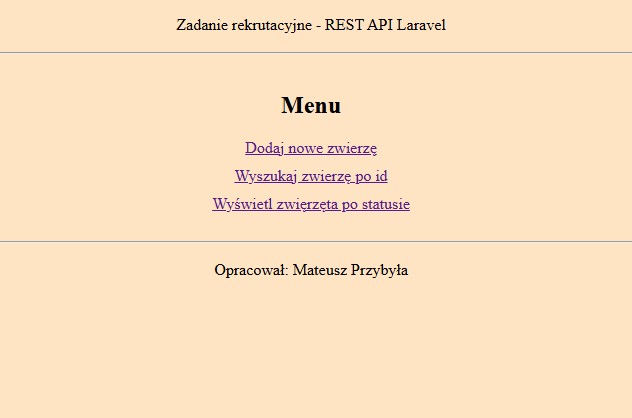 Zadanie rekrutacyjne - REST API Laravel
Menu
Dodaj nowe zwierzę
Wyszukaj zwierzę po id
Wyświetl zwięrzęta po statusie
Opracował: Mateusz Przybyła